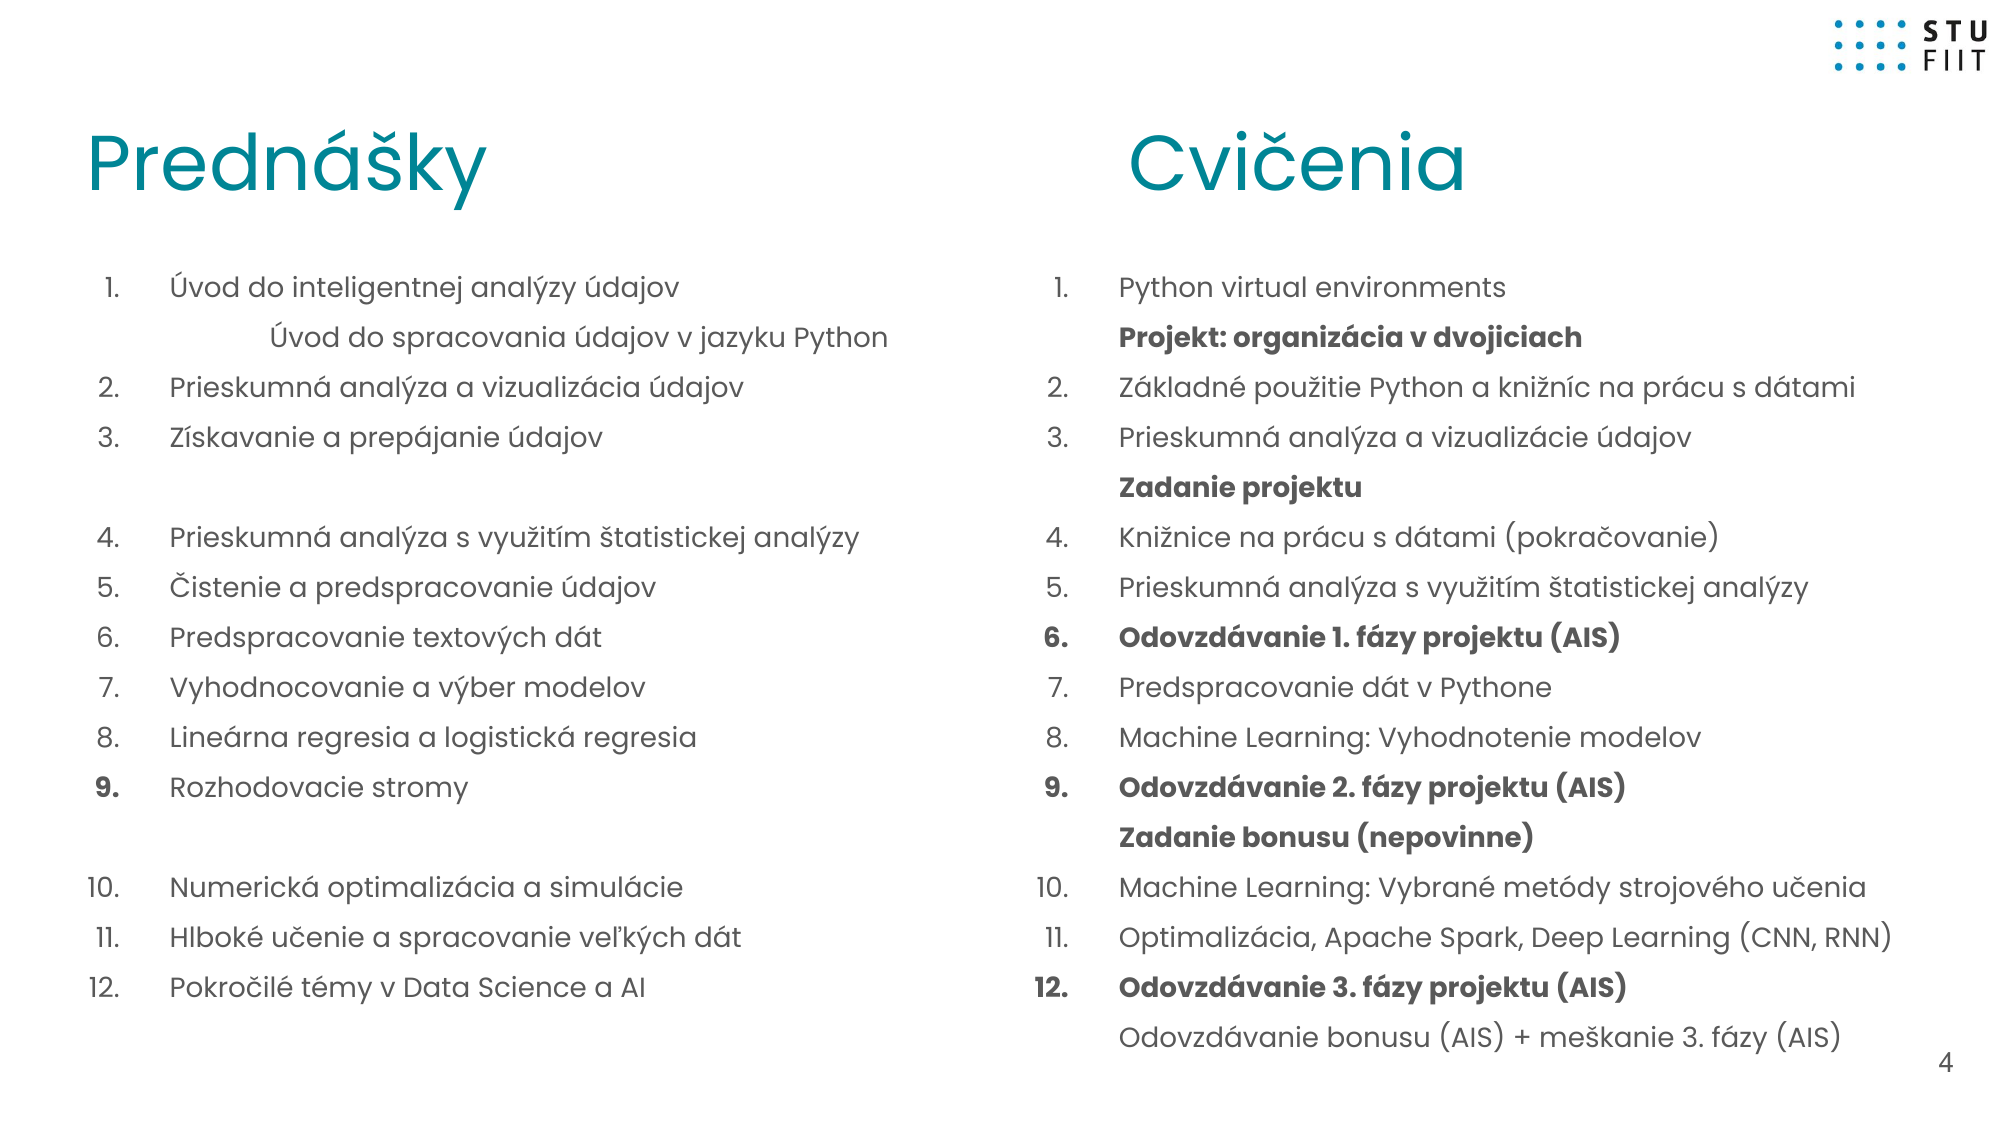 STU
FIIT
Prednášky
1. Úvod do inteligentnej analýzy údajov
Úvod do spracovania údajov v jazyku Python
2. Prieskumná analýza a vizualizácia údajov
3. Získavanie a prepájanie údajov
4. Prieskumná analýza s využitím štatistickej analýzy
5. Čistenie a predspracovanie údajov
6. Predspracovanie textových dát
7. Vyhodnocovanie a výber modelov
8. Lineárna regresia a logistická regresia
9. Rozhodovacie stromy
10. Numerická optimalizácia a simulácie
11. Hlboké učenie a spracovanie veľkých dát
12. Pokročilé témy v Data Science a AI
Cvičenia
1. Python virtual environments
Projekt: organizácia v dvojiciach
2. Základné použitie Python a knižníc na prácu s dátami
3. Prieskumná analýza a vizualizácie údajov
Zadanie projektu
4. Knižnice na prácu s dátami (pokračovanie)
5. Prieskumná analýza s využitím štatistickej analýzy
6. Odovzdávanie 1. fázy projektu (AIS)
7. Predspracovanie dát v Pythone
8. Machine Learning: Vyhodnotenie modelov
9. Odovzdávanie 2. fázy projektu (AIS)
Zadanie bonusu (nepovinne)
10. Machine Learning: Vybrané metódy strojového učenia
11. Optimalizácia, Apache Spark, Deep Learning (CNN, RNN)
12. Odovzdávanie 3. fázy projektu (AIS)
Odovzdávanie bonusu (AIS) + meškanie 3. fázy (AIS)
4